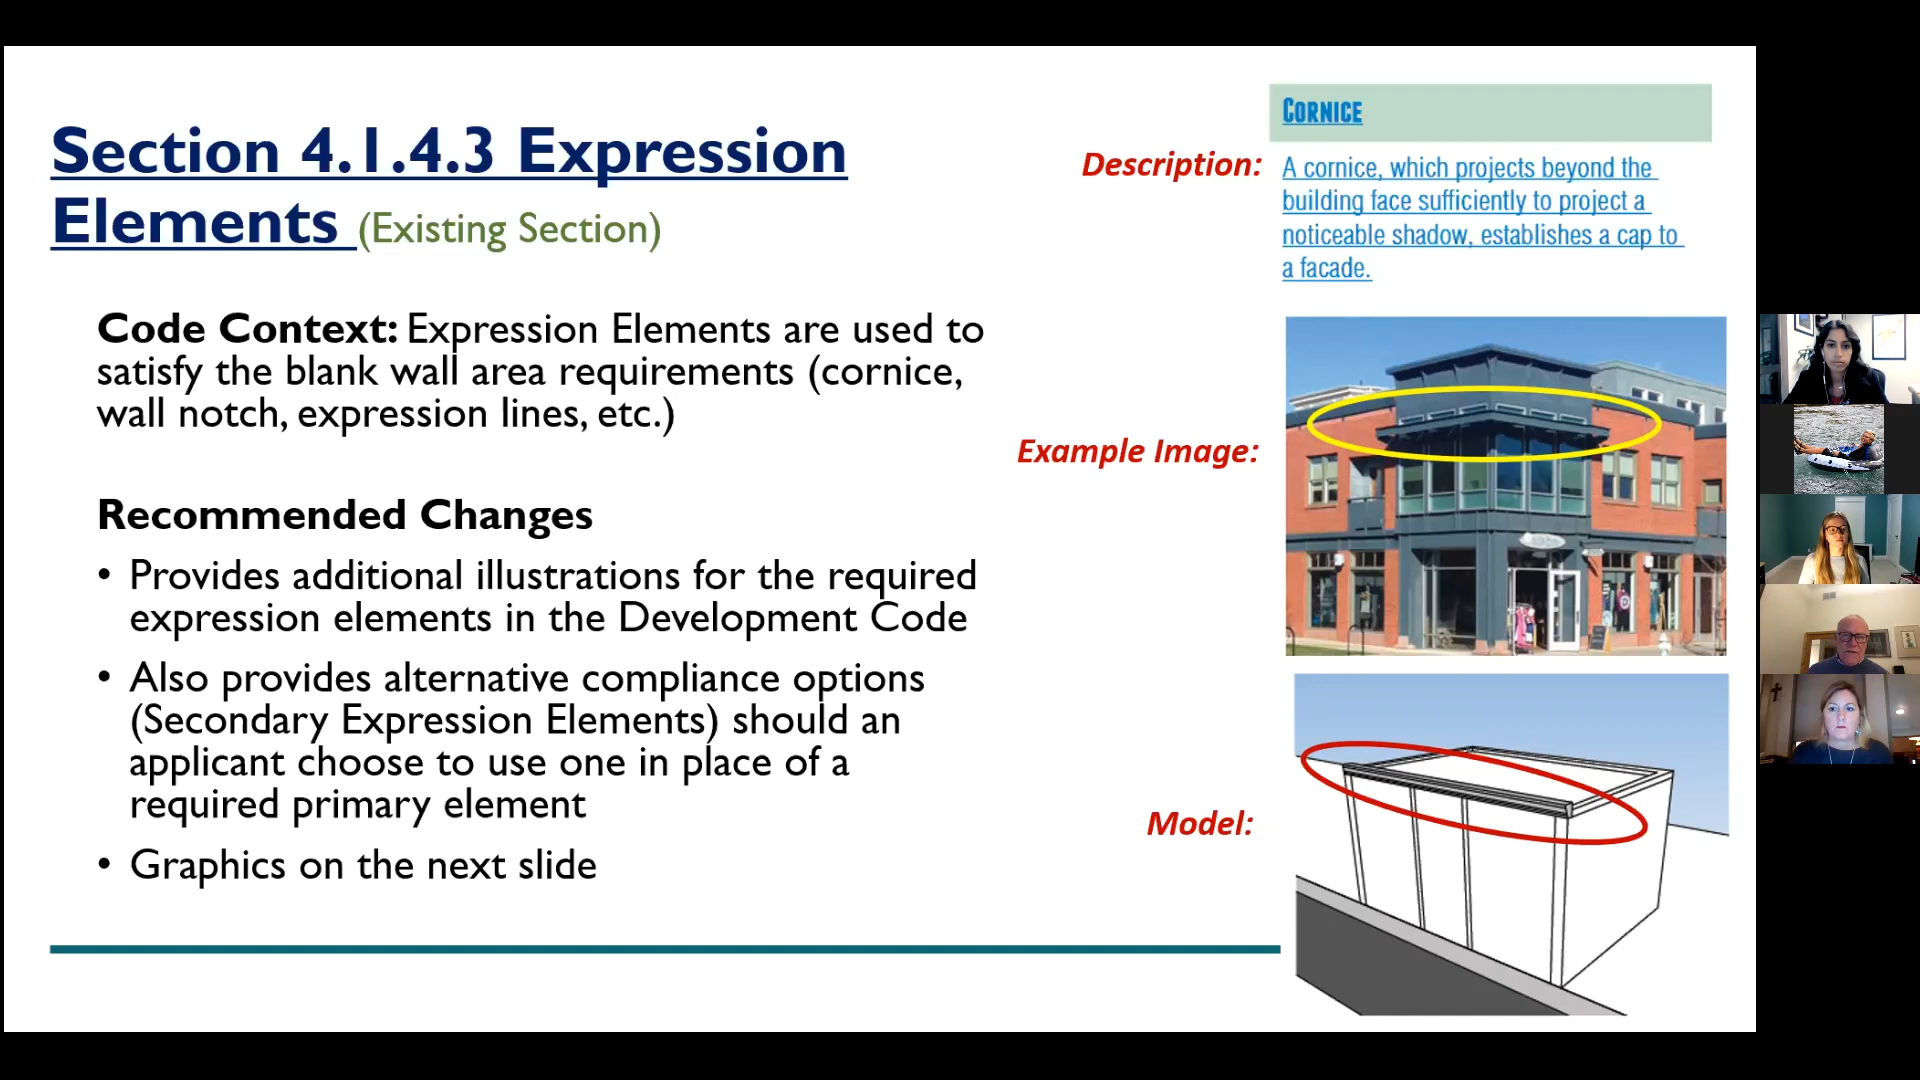 Section 4.1.4.3 Expression
Elements (Existing Section)
Code Context: Expression Elements are used to
satisfy the blank wall area requirements (cornice,
wall notch, expression lines, etc.)
Recommended Changes
• Provides additional illustrations for the required
expression elements in the Development Code
• Also provides alternative compliance options
(Secondary Expression Elements) should an
applicant choose to use one in place of a
required primary element
• Graphics on the next slide
CORNICE
Description:
A cornice, which projects beyond the
building face sufficiently to project a
noticeable shadow, establishes a cap to
a facade.
Example Image:
Model: